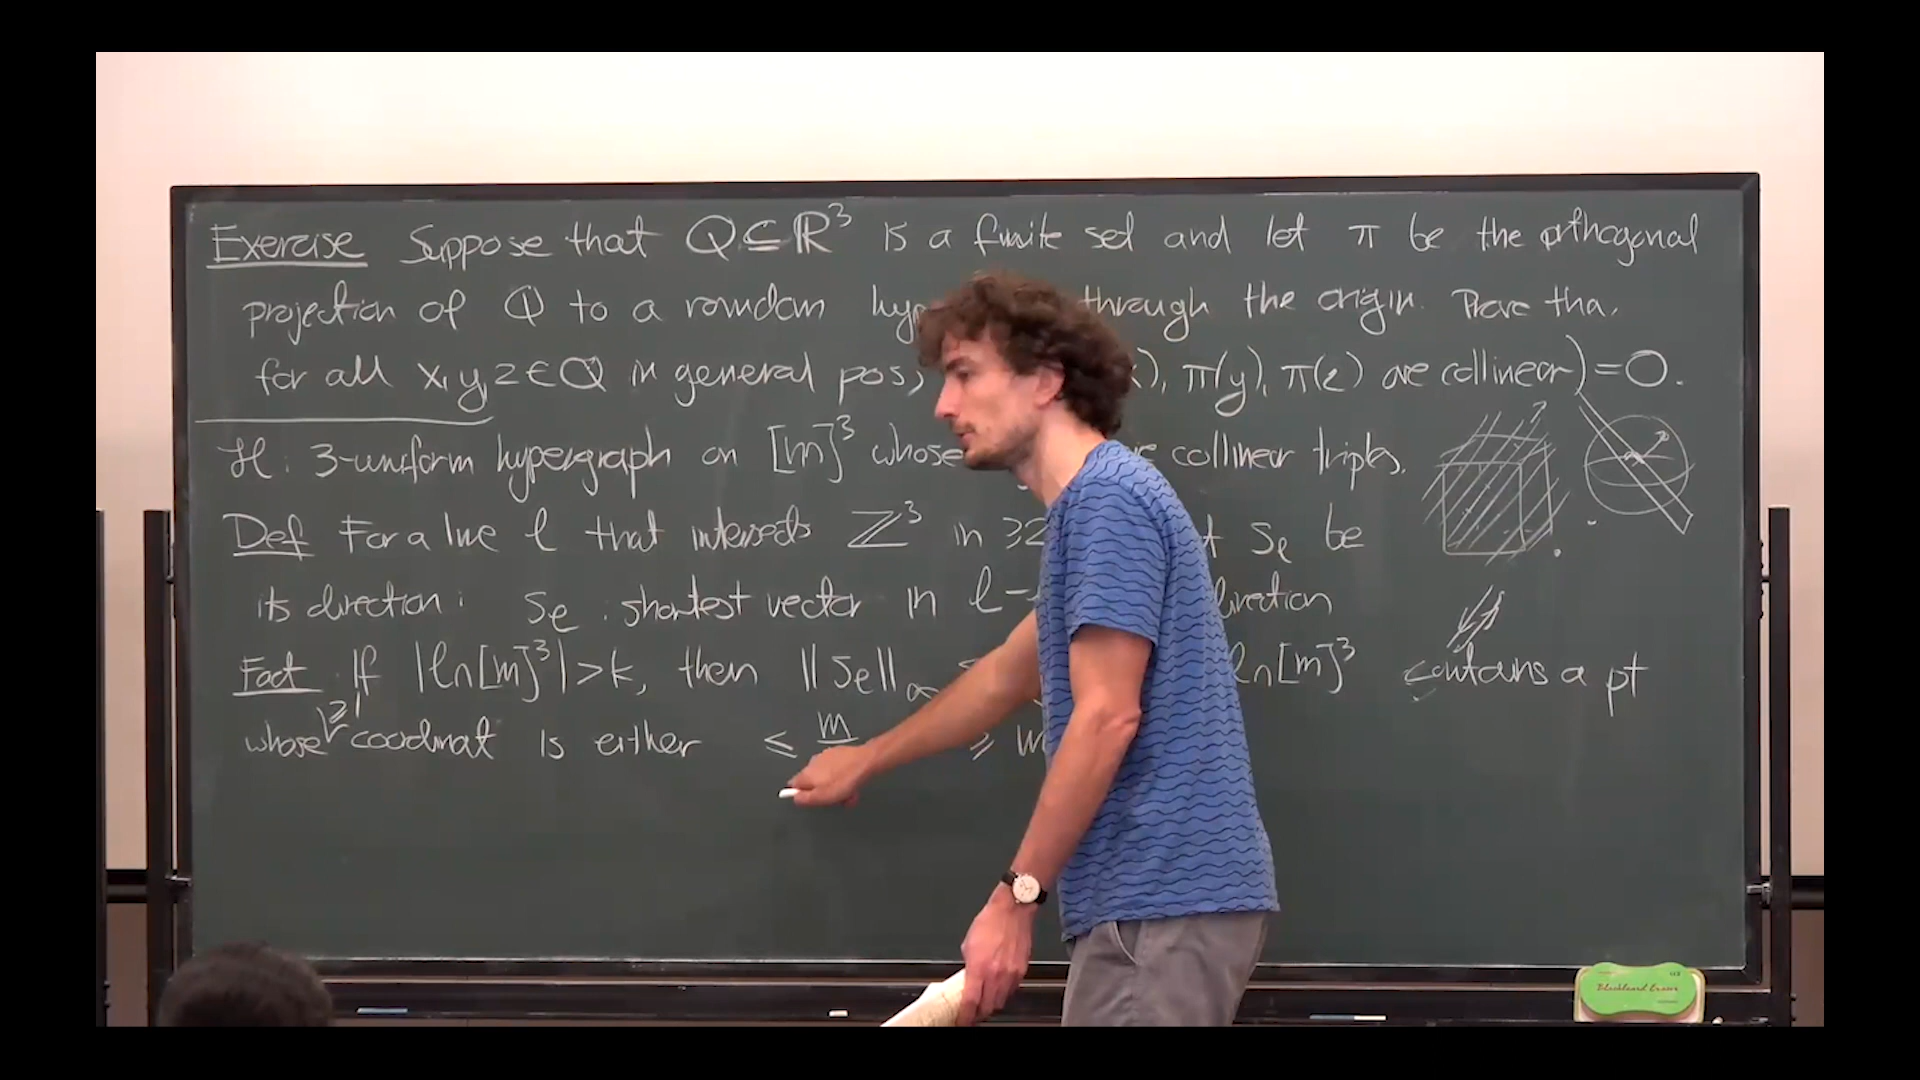 Exercise Suppose that Q ⊆ ℝ³ is a finite set and let π be the orthogonal
projection of Q to a random through the origin. Prove tha
for all x, y, z ∈ Q in general pos, ), π(y), π(z) are collinear) = 0.
H: 3-uniform hypergraph on [m]³ whose collinear triples.
Def For a line ℓ that intersects ℤ³ in ≥2 S_ℓ be
its direction: S_ℓ : shortest vector in ℓ - direction
Fact If |ℓ∩[m]³| > k, then ‖S_ℓ‖_∞ ℓ∩[m]³ contains a pt
whose ≥1 coordinat is either ≤ m ≥ m
Blackboard Eraser